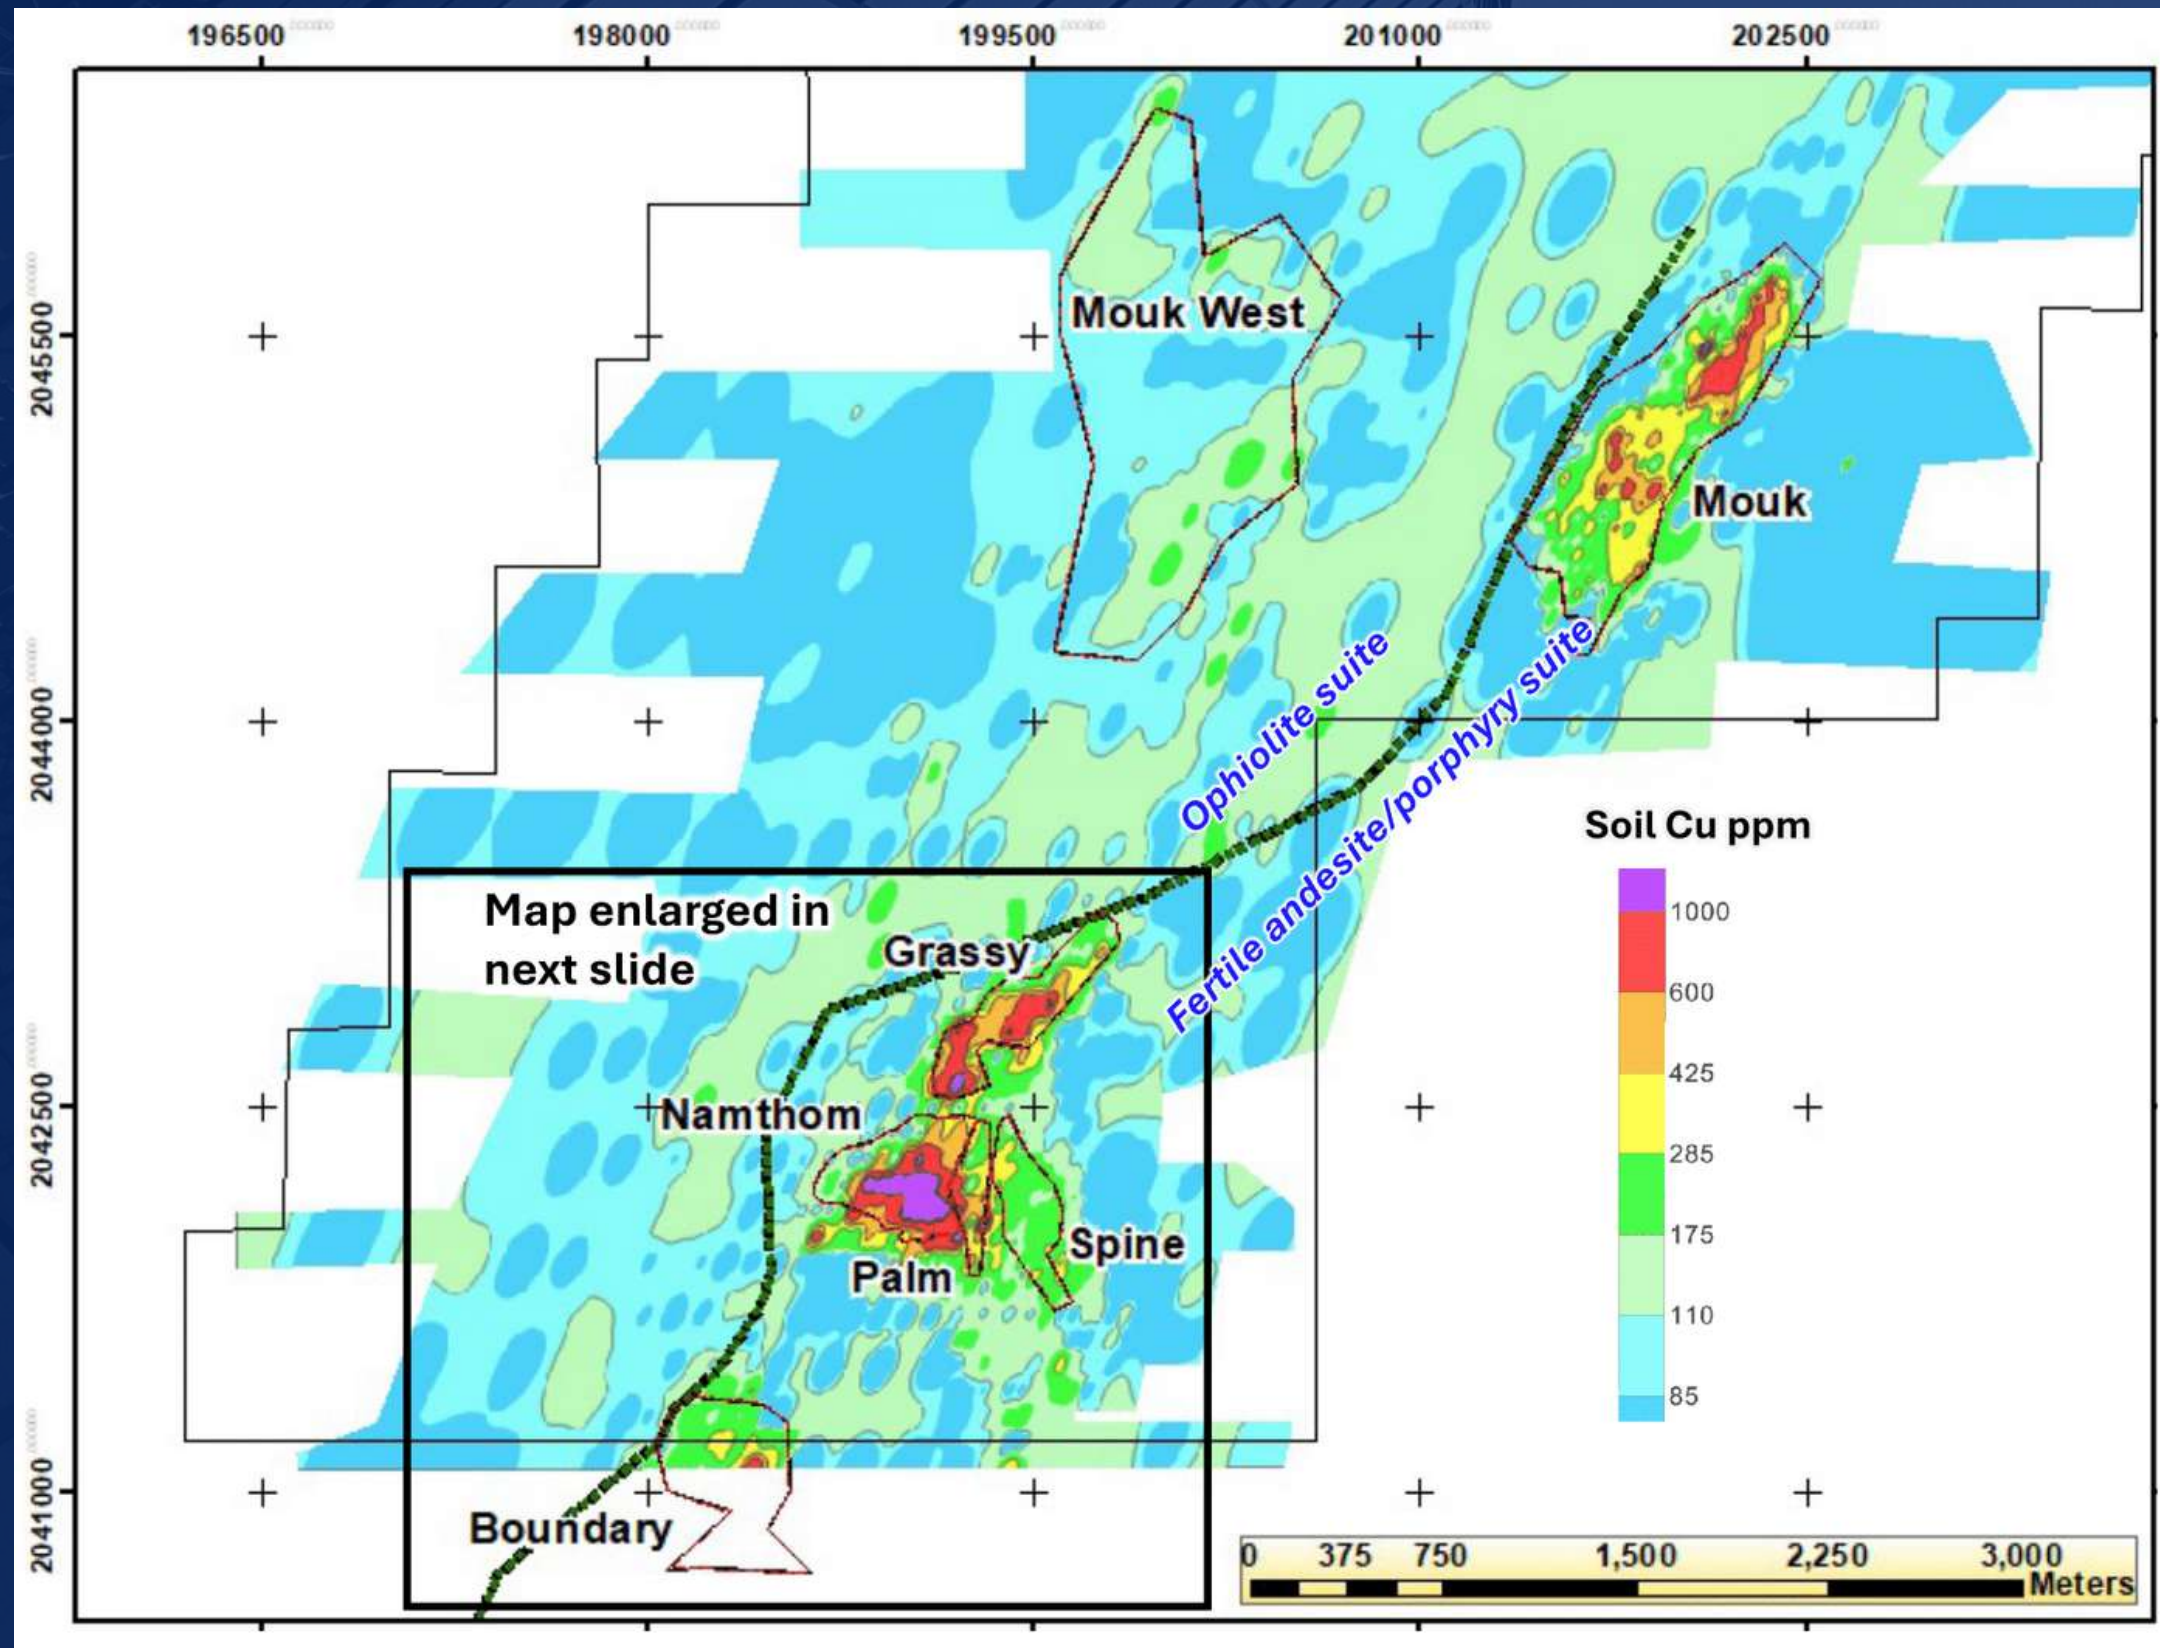 196500 198000 199500 201000 202500
2045500
2044000
2042500
2041000
Mouk West
Mouk
Ophiolite suite
Fertile andesite/porphyry suite
Map enlarged in
next slide
Grassy
Namthom
Spine
Palm
Boundary
Soil Cu ppm
1000
600
425
285
175
110
85
0 375 750 1,500 2,250 3,000
Meters